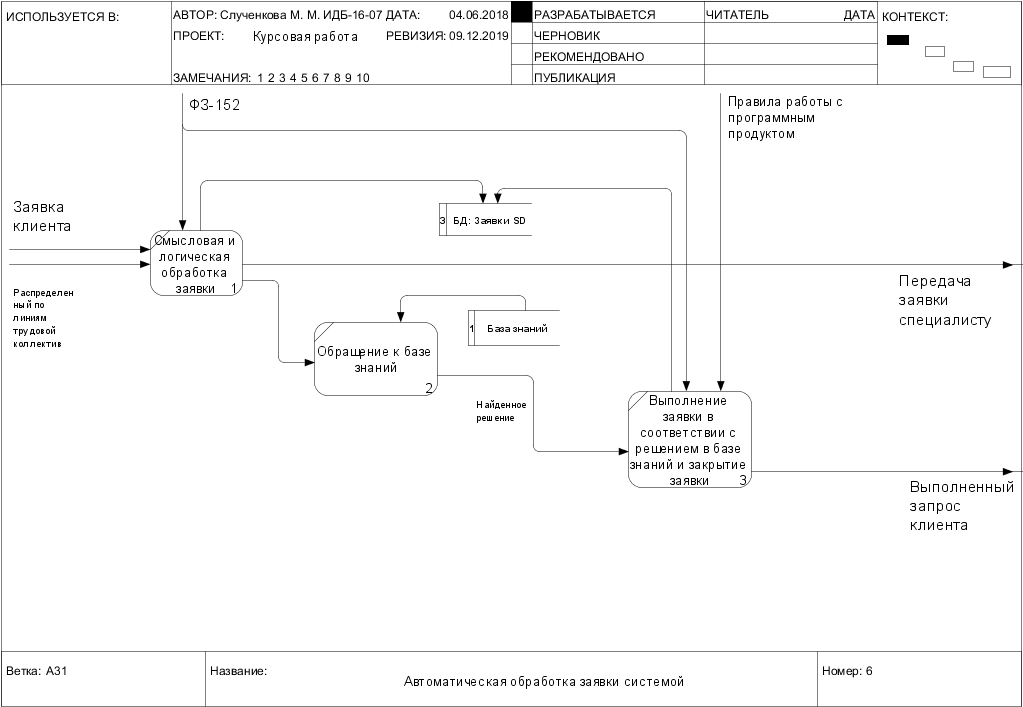 ИСПОЛЬЗУЕТСЯ В:
АВТОР: Слученкова М. М. ИДБ-16-07 ДАТА: 04.06.2018
ПРОЕКТ: Курсовая работа РЕВИЗИЯ: 09.12.2019
ЗАМЕЧАНИЯ: 1 2 3 4 5 6 7 8 9 10
РАЗРАБАТЫВАЕТСЯ
ЧЕРНОВИК
РЕКОМЕНДОВАНО
ПУБЛИКАЦИЯ
ЧИТАТЕЛЬ ДАТА
КОНТЕКСТ:
ФЗ-152
Правила работы с
программным
продуктом
Заявка
клиента
3 БД: Заявки SD
Смысловая и
логическая
обработка
заявки 1
Распределен
ный по
линиям
трудовой
коллектив
Передача
заявки
специалисту
1 База знаний
Обращение к базе
знаний
2
Найденное
решение
Выполнение
заявки в
соответствии с
решением в базе
знаний и закрытие
заявки 3
Выполненный
запрос
клиента
Ветка: A31
Название:
Автоматическая обработка заявки системой
Номер: 6